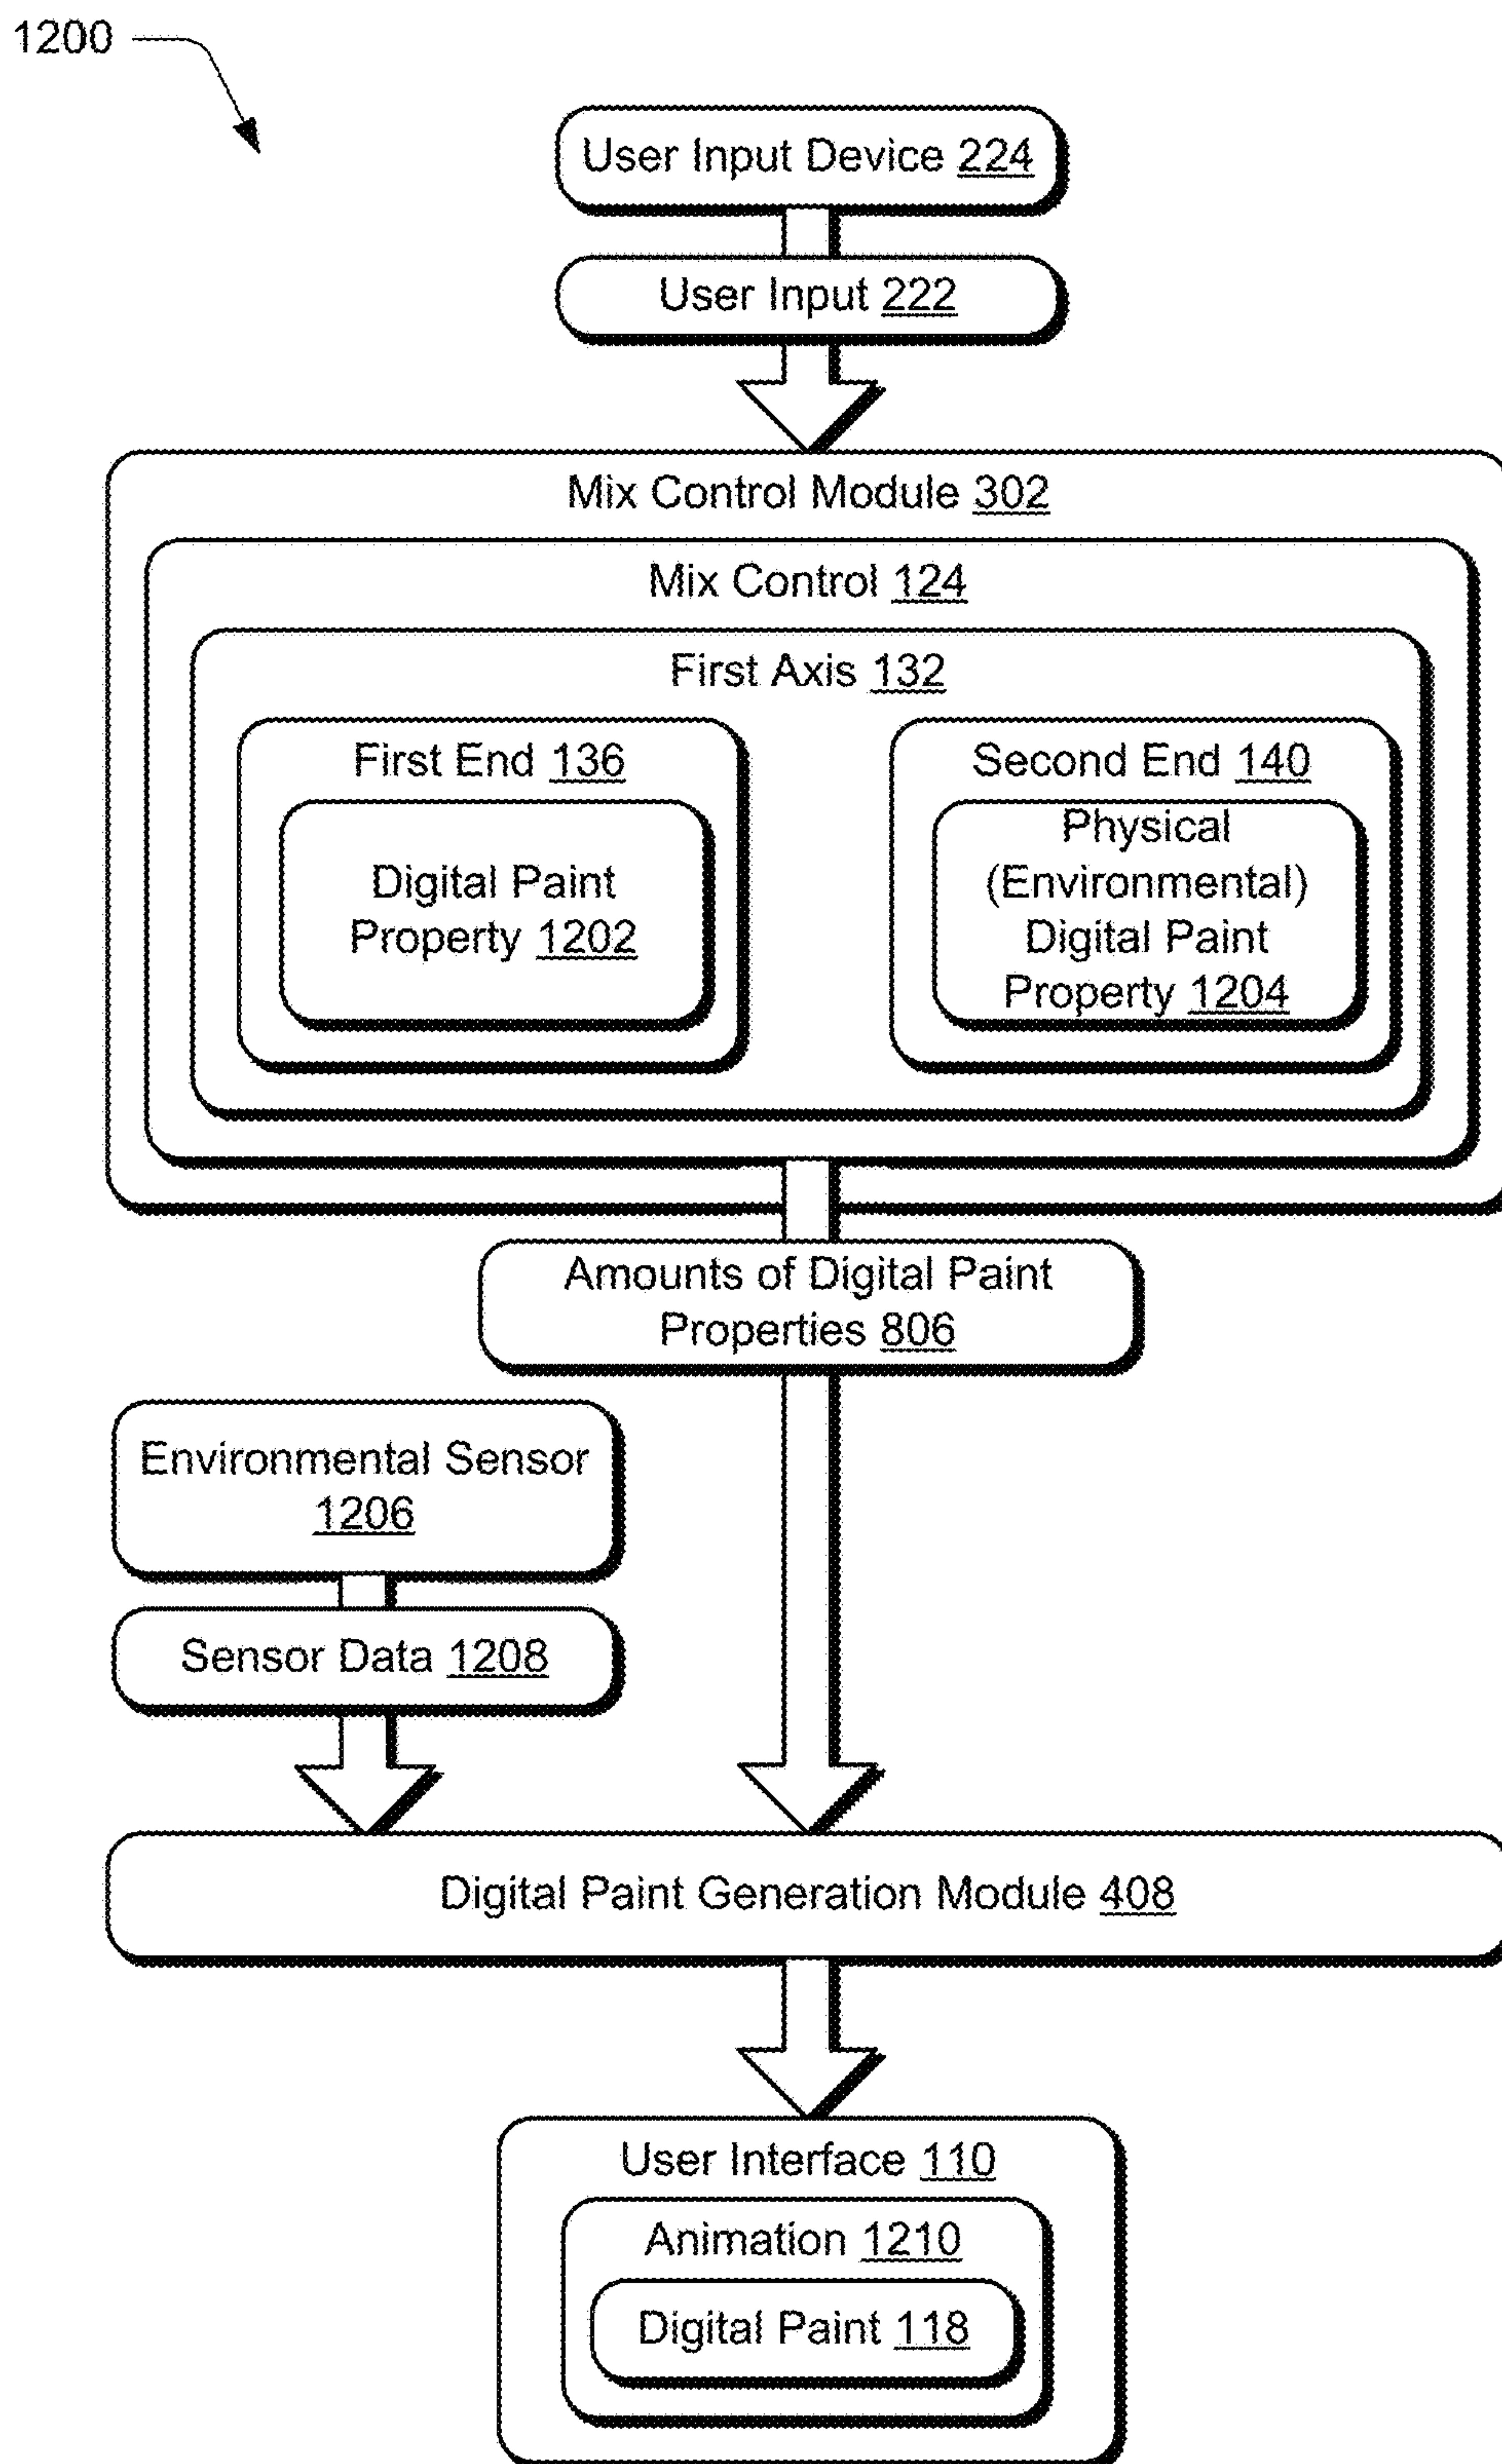 1200
User Input Device 224
User Input 222
Mix Control Module 302
Mix Control 124
First Axis 132
First End 136
Second End 140
Digital Paint
Property 1202
Physical
(Environmental)
Digital Paint
Property 1204
Amounts of Digital Paint
Properties 806
Environmental Sensor
1206
Sensor Data 1208
Digital Paint Generation Module 408
User Interface 110
Animation 1210
Digital Paint 118